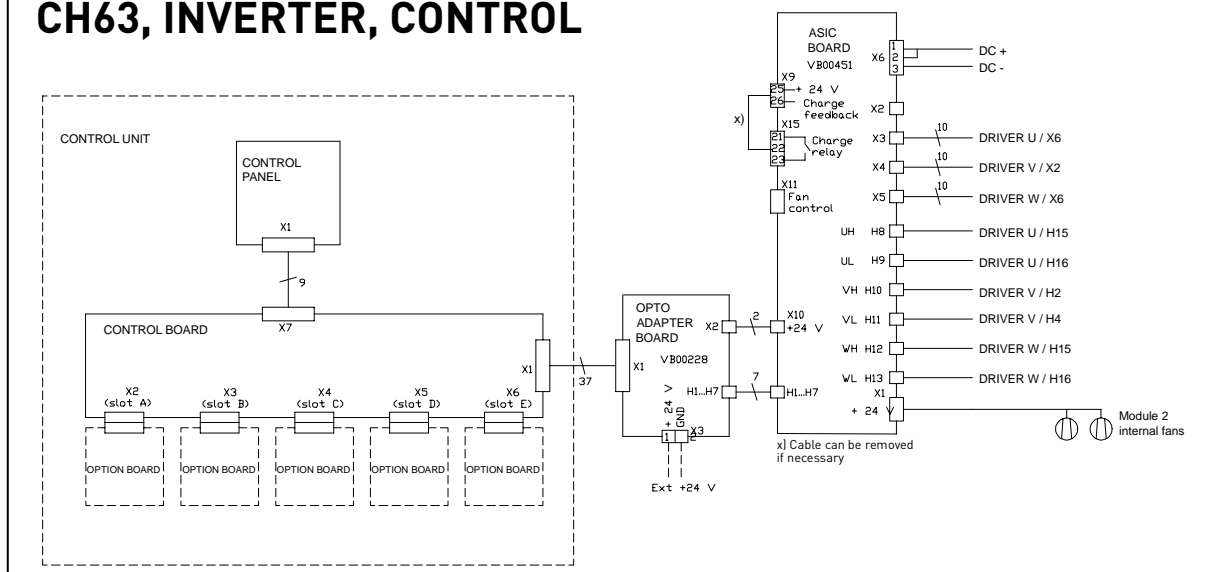 CH63, INVERTER, CONTROL
CONTROL UNIT
CONTROL
PANEL
X1
9
X7
CONTROL BOARD
X1
37
X2
(slot A)
X3
(slot B)
X4
(slot C)
X5
(slot D)
X6
(slot E)
OPTION BOARD
OPTION BOARD
OPTION BOARD
OPTION BOARD
OPTION BOARD
OPTO
ADAPTER
BOARD
VB00228
X1
X2
2
H1...H7
7
+ 24 V
GND
X3
1
2
Ext +24 V
ASIC
BOARD
VB00451
X9
25
+ 24 V
26
Charge
feedback
x)
X15
21
22
23
Charge
relay
X11
Fan
control
X10
+24 V
H1...H7
X6
1
2
3
DC +
DC -
X2
X3
10
DRIVER U / X6
X4
10
DRIVER V / X2
X5
10
DRIVER W / X6
UH H8
DRIVER U / H15
UL H9
DRIVER U / H16
VH H10
DRIVER V / H2
VL H11
DRIVER V / H4
WH H12
DRIVER W / H15
WL H13
DRIVER W / H16
X1
+ 24 V
Module 2
internal fans
x) Cable can be removed
if necessary